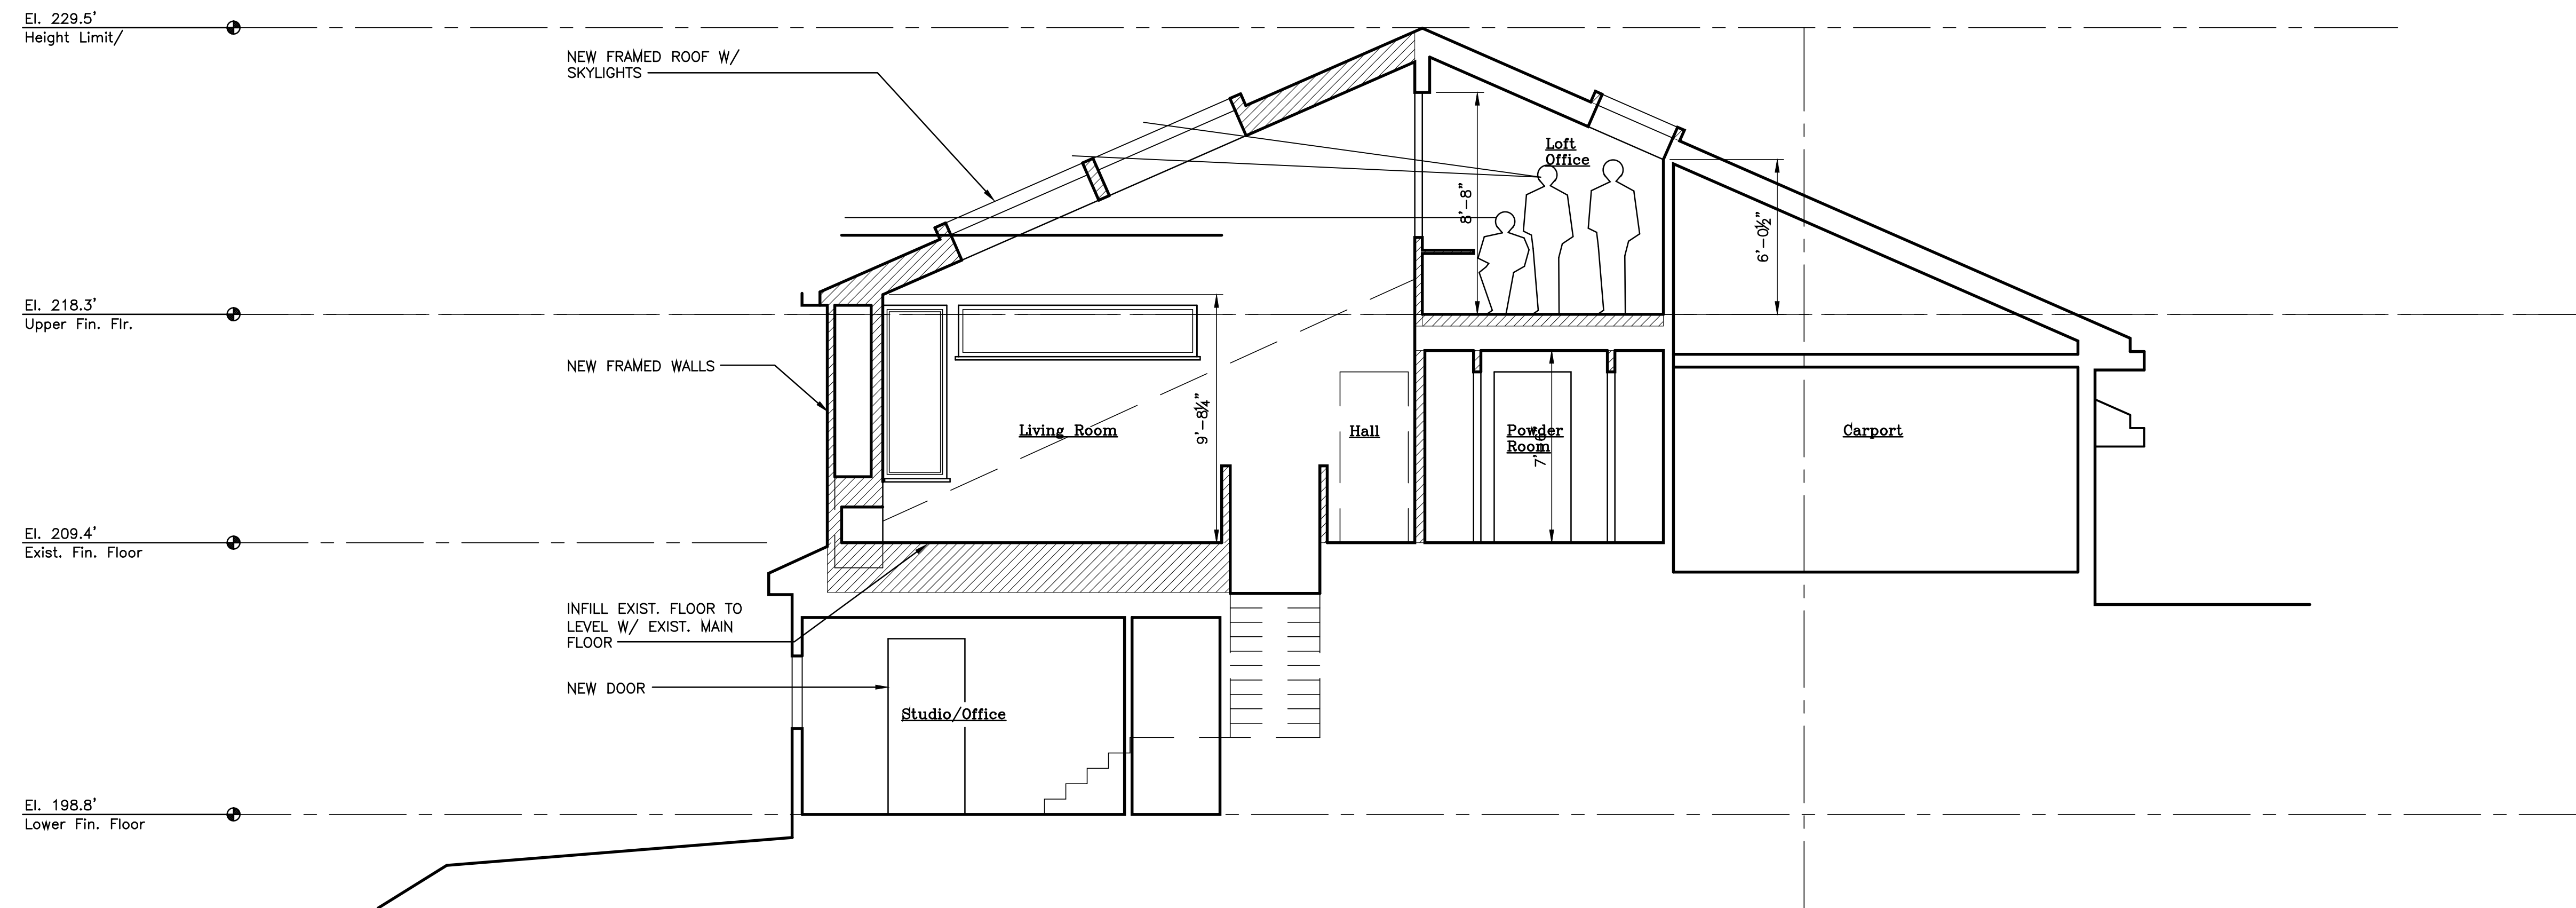 El. 229.5'
Height Limit/
NEW FRAMED ROOF W/
SKYLIGHTS
Loft
Office
8'-8"
6'-0½"
El. 218.3'
Upper Fin. Flr.
NEW FRAMED WALLS
9'-8¼"
Living Room
Hall
Powder
Room
7'-6"
Carport
El. 209.4'
Exist. Fin. Floor
INFILL EXIST. FLOOR TO
LEVEL W/ EXIST. MAIN
FLOOR
NEW DOOR
Studio/Office
El. 198.8'
Lower Fin. Floor